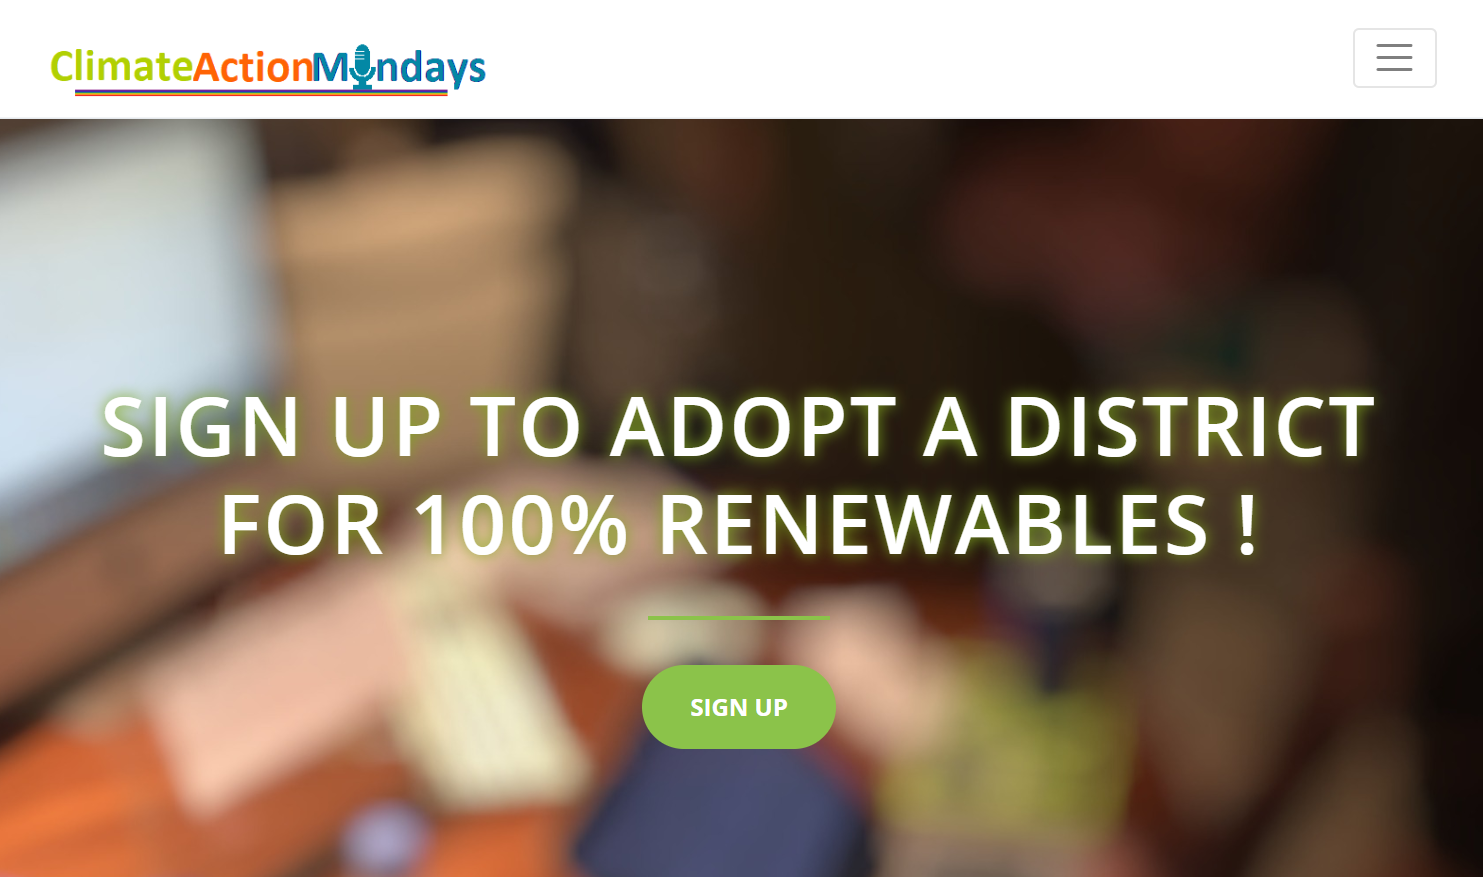 ClimateActionMondays
SIGN UP TO ADOPT A DISTRICT
FOR 100% RENEWABLES !
SIGN UP